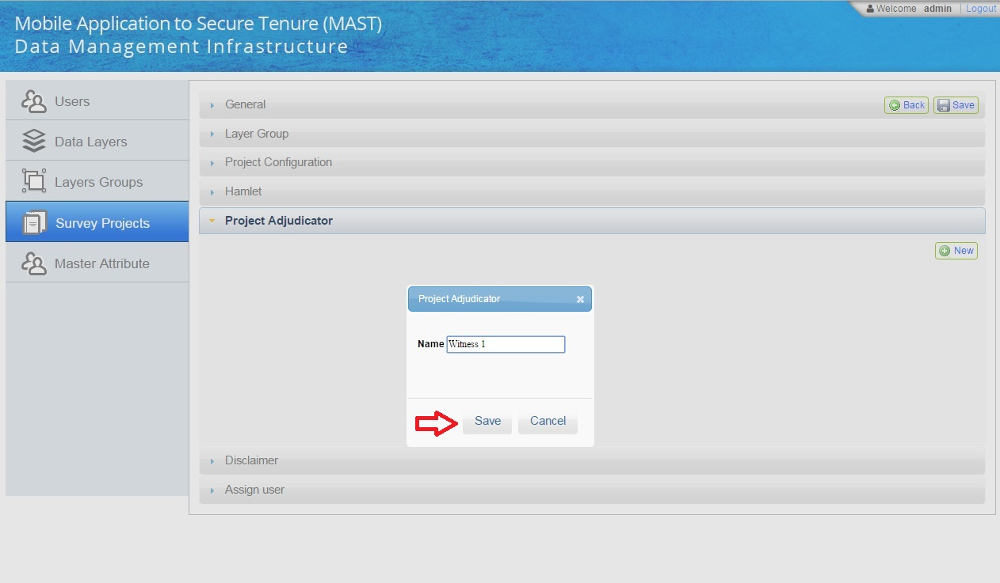 Mobile Application to Secure Tenure (MAST)
Data Management Infrastructure
Welcome admin | Logout
Users
Data Layers
Layers Groups
Survey Projects
Master Attribute
General
Back
Save
Layer Group
Project Configuration
Hamlet
Project Adjudicator
New
Project Adjudicator
Name Witness 1
Save Cancel
Disclaimer
Assign user